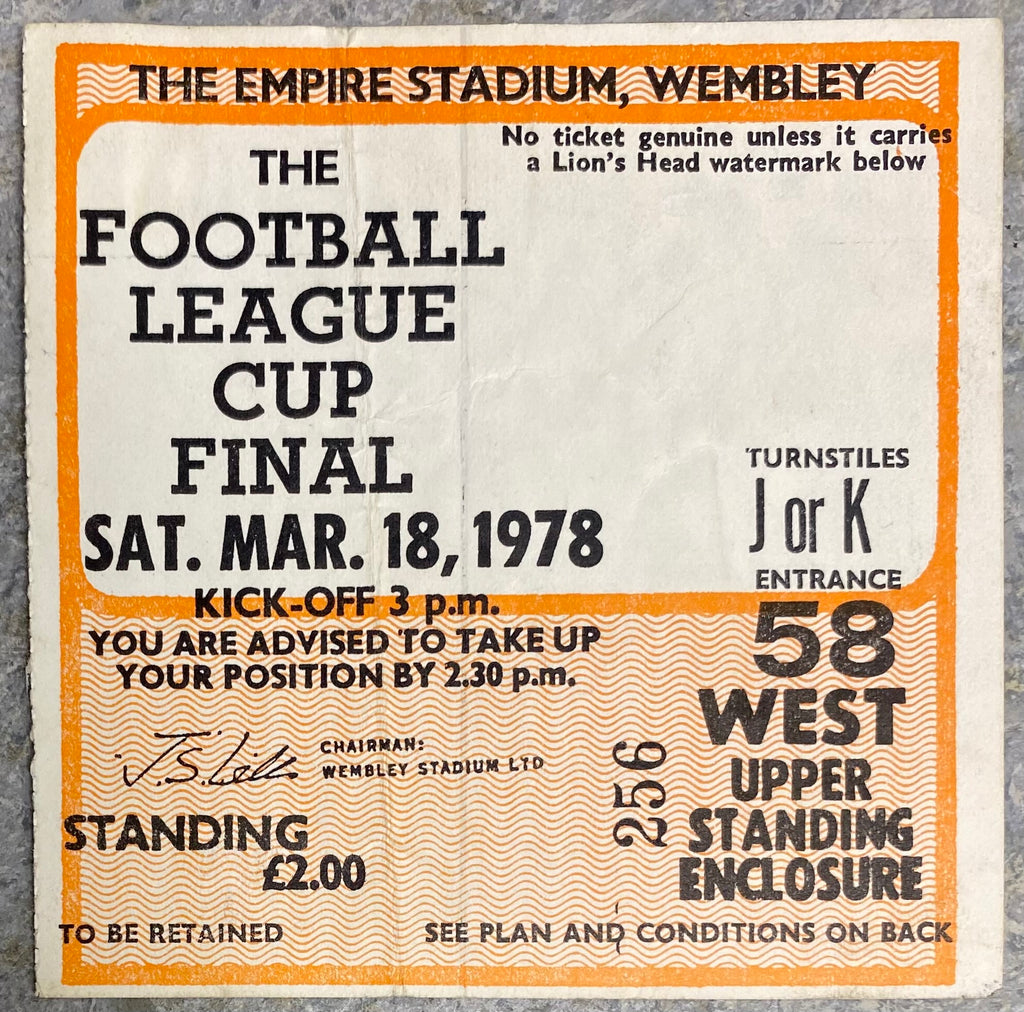 THE EMPIRE STADIUM, WEMBLEY
No ticket genuine unless it carries
a Lion's Head watermark below
THE
FOOTBALL
LEAGUE
CUP
FINAL
SAT. MAR. 18, 1978
KICK-OFF 3 p.m.
YOU ARE ADVISED TO TAKE UP
YOUR POSITION BY 2.30 p.m.
TURNSTILES
J or K
ENTRANCE
58
WEST
UPPER
STANDING
ENCLOSURE
256
CHAIRMAN:
WEMBLEY STADIUM LTD
STANDING
£2.00
TO BE RETAINED
SEE PLAN AND CONDITIONS ON BACK